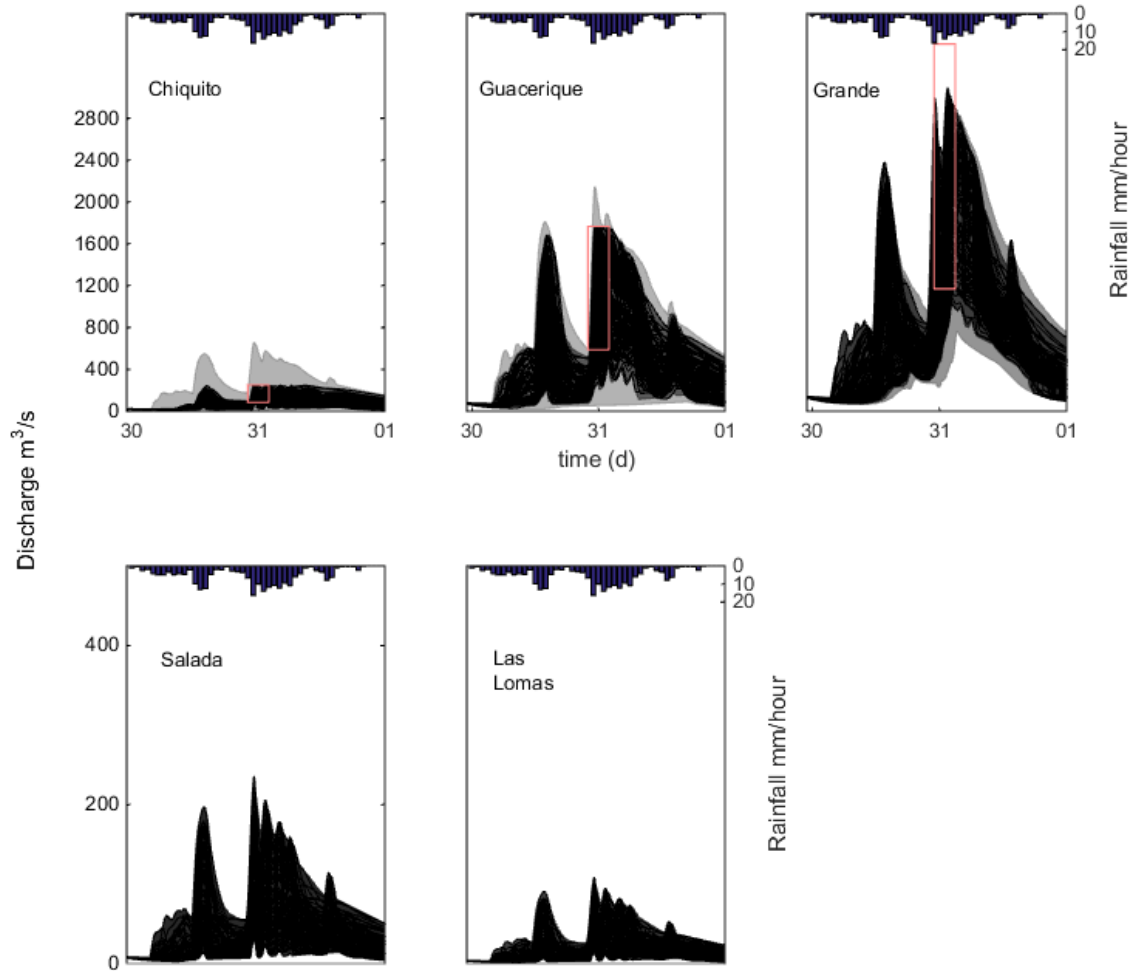 0
10
20
Chiquito
Guacerique
Grande
2800
2400
2000
1600
1200
800
400
0
Rainfall mm/hour
30
31
01
30
31
01
30
31
01
time (d)
Discharge m³/s
0
10
20
400
Salada
Las
Lomas
200
0
Rainfall mm/hour